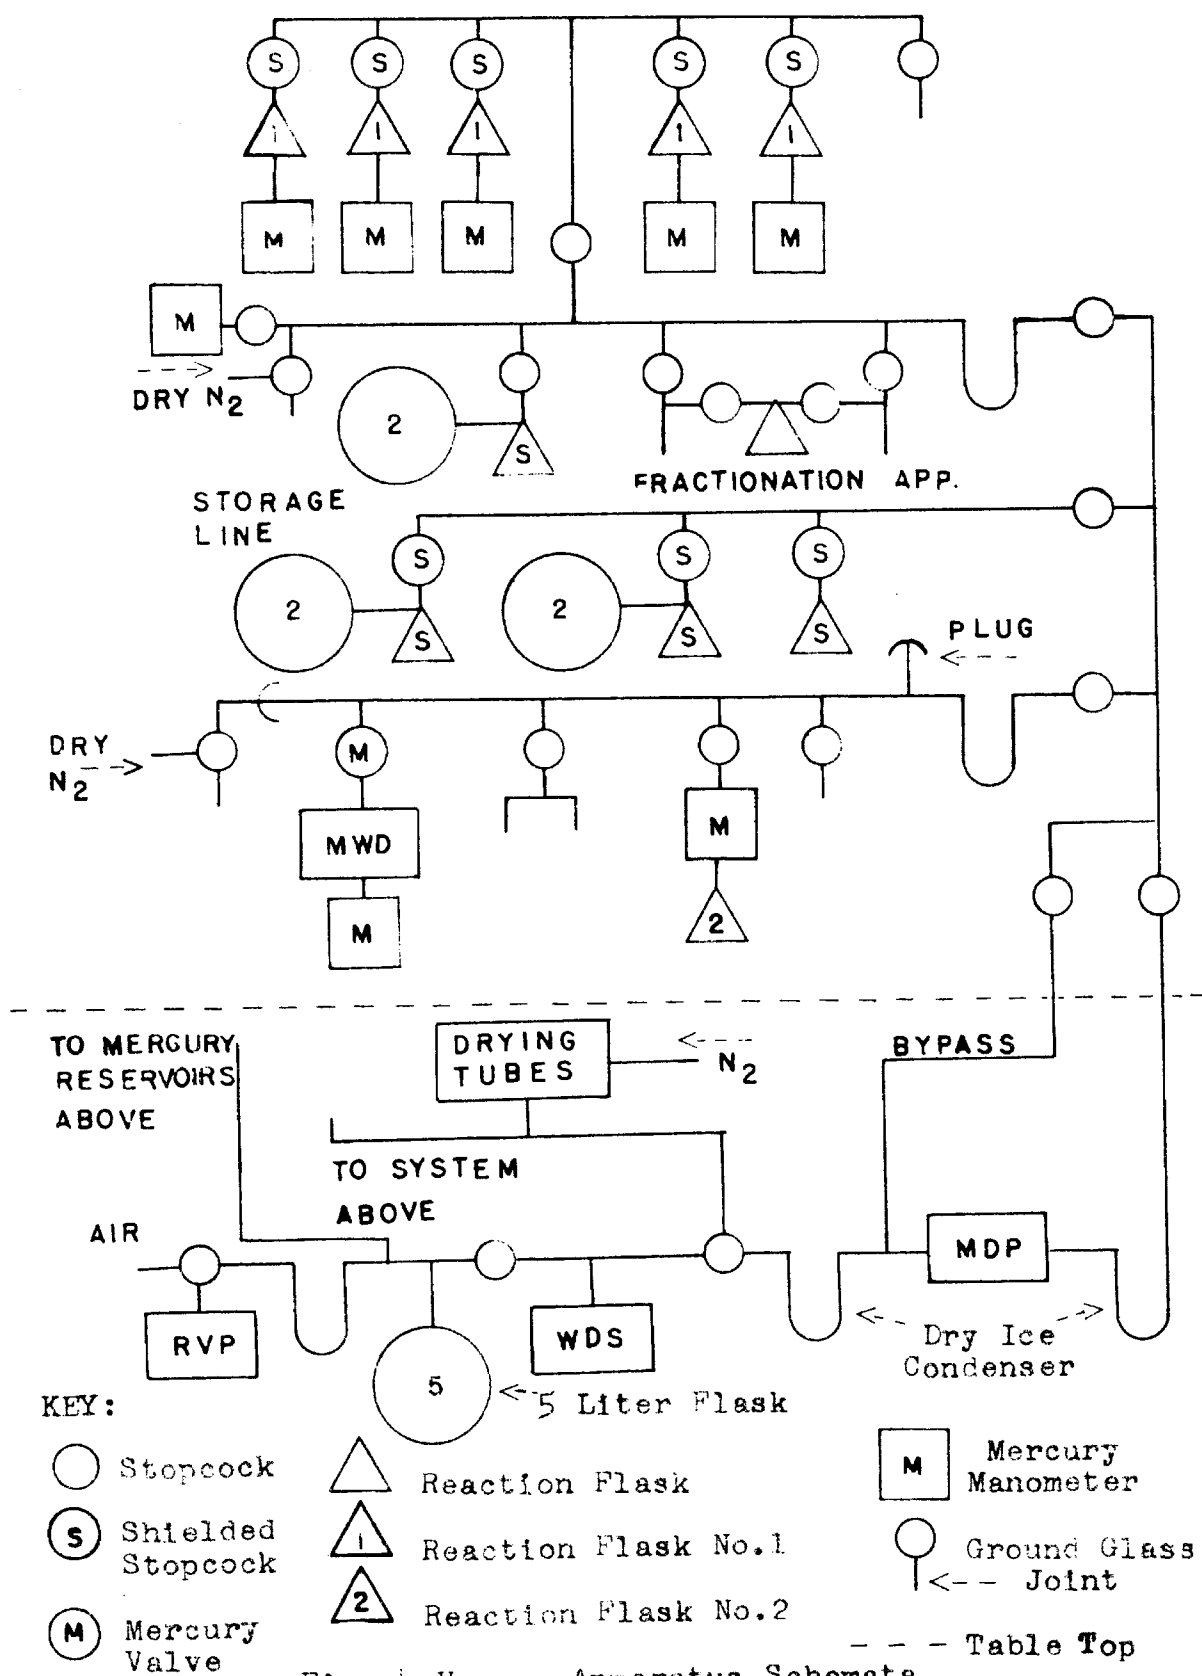 S S S S S
1 1 1 1 1
M M M M M
M
DRY N2
2
S
FRACTIONATION APP.
STORAGE
LINE
S S S
2 2
S S S
PLUG
DRY
N2
M
MWD
M
M
2
TO MERCURY
RESERVOIRS
ABOVE
DRYING
TUBES
N2
BYPASS
TO SYSTEM
ABOVE
AIR
MDP
RVP
WDS
5
Dry Ice
Condenser
5 Liter Flask
KEY:
Stopcock
Reaction Flask
M
Mercury
Manometer
S
Shielded
Stopcock
1
Reaction Flask No.1
Ground Glass
Joint
2
Reaction Flask No.2
M
Mercury
Valve
Table Top
Apparatus